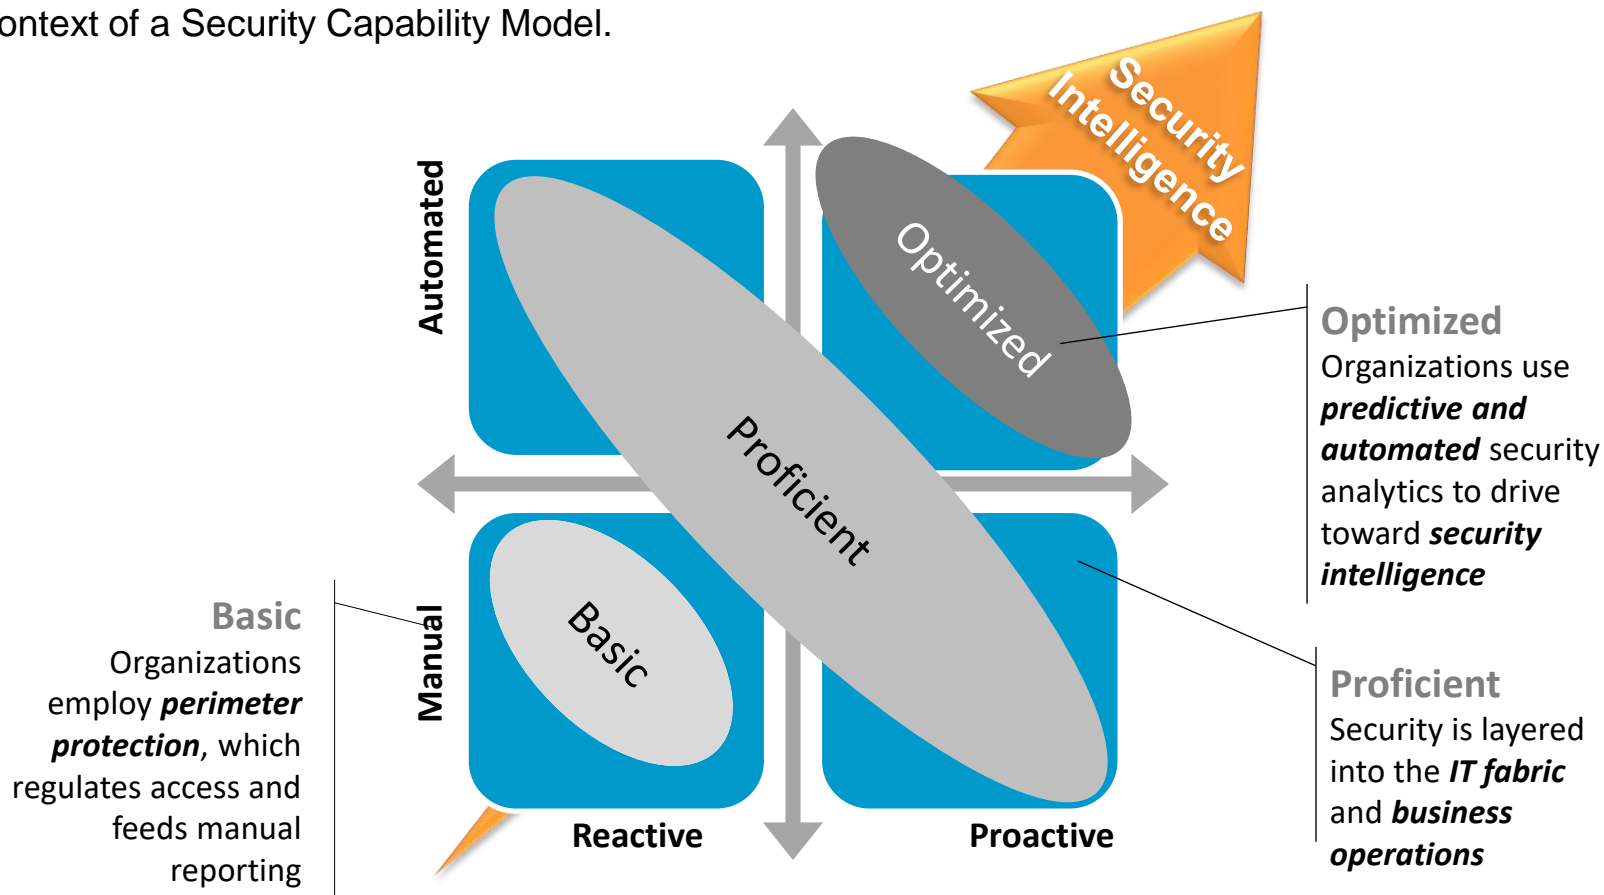 ontext of a Security Capability Model.
Security
Intelligence
Automated
Optimized
Proficient
Manual
Basic
Reactive
Proactive
Optimized
Organizations use
predictive and
automated security
analytics to drive
toward security
intelligence
Basic
Organizations
employ perimeter
protection, which
regulates access and
feeds manual
reporting
Proficient
Security is layered
into the IT fabric
and business
operations